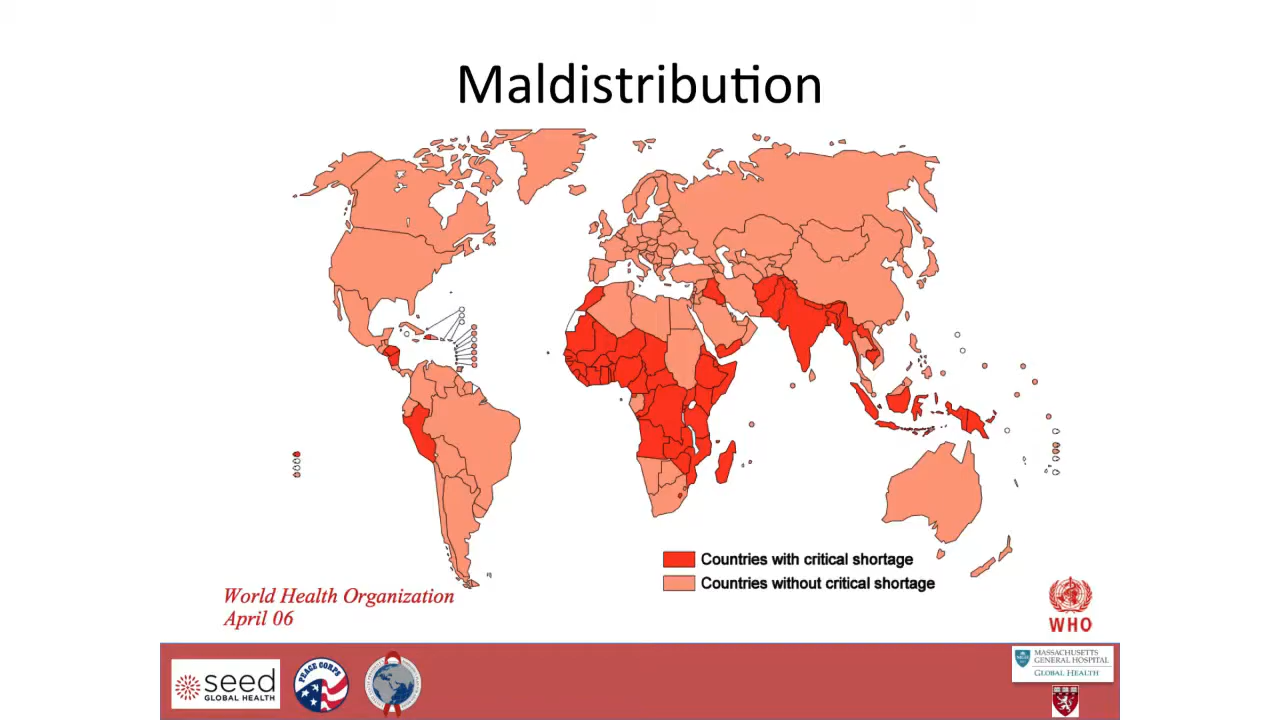 Maldistribution
Countries with critical shortage
Countries without critical shortage
World Health Organization
April 06
WHO
seed
GLOBAL HEALTH
PEACE CORPS
MASSACHUSETTS
GENERAL HOSPITAL
GLOBAL HEALTH